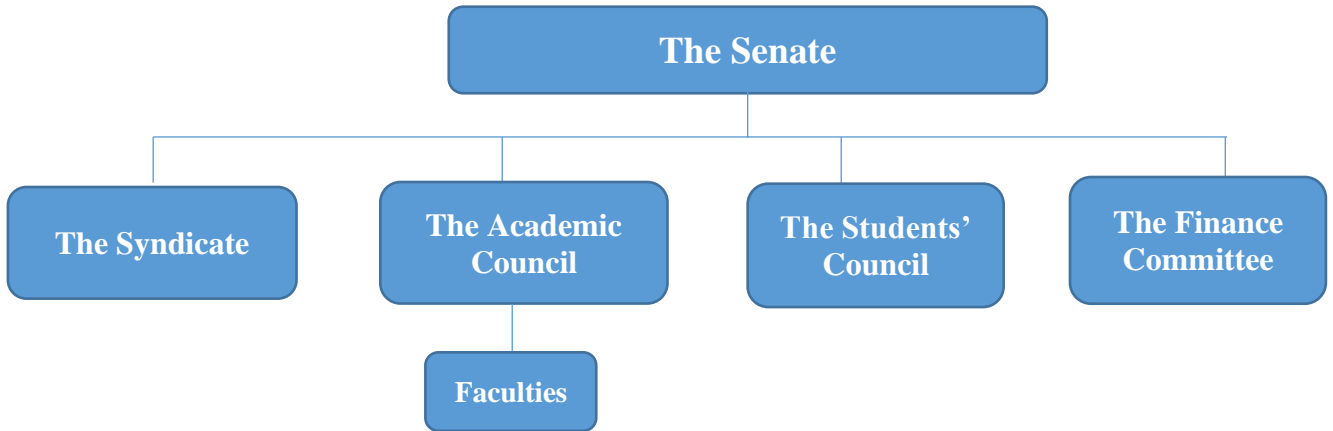 The Senate
The Syndicate
The Academic
Council
The Students’
Council
The Finance
Committee
Faculties